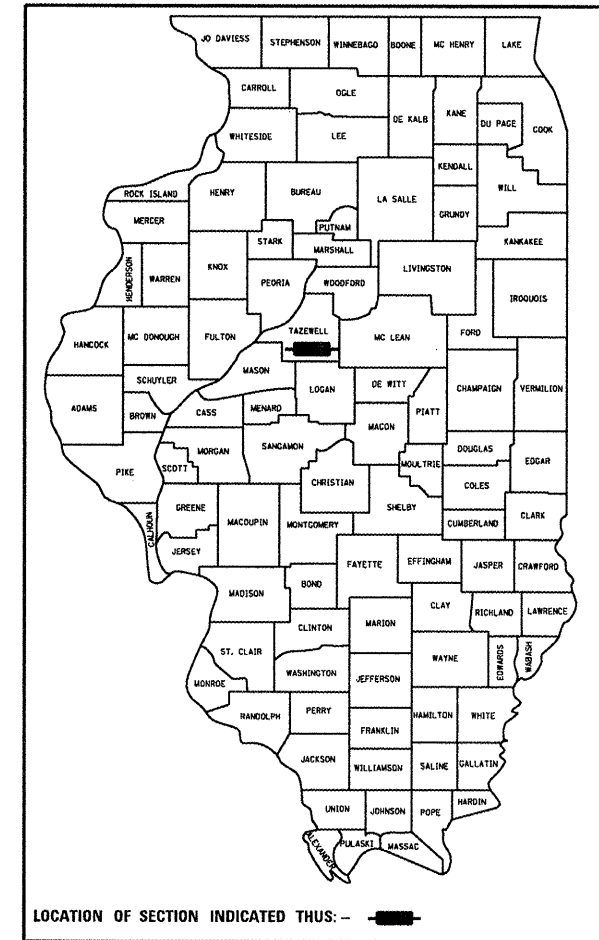 JO DAVIESS STEPHENSON WINNEBAGO BOONE MC HENRY LAKE
CARROLL OGLE DE KALB KANE DU PAGE COOK
WHITESIDE LEE
KENDALL WILL
ROCK ISLAND HENRY BUREAU LA SALLE GRUNDY
MERCER PUTNAM
STARK MARSHALL KANKAKEE
HENDERSON WARREN KNOX PEORIA WOODFORD LIVINGSTON
IROQUOIS
HANCOCK MC DONOUGH FULTON TAZEWELL MC LEAN FORD
MASON
SCHUYLER LOGAN DE WITT CHAMPAIGN VERMILION
ADAMS BROWN CASS MENARD PIATT
MACON
MORGAN SANGAMON DOUGLAS
PIKE SCOTT MOULTRIE EDGAR
CHRISTIAN COLES
GREENE SHELBY
CALHOUN MACOUPIN MONTGOMERY CUMBERLAND CLARK
JERSEY
FAYETTE EFFINGHAM JASPER CRAWFORD
MADISON BOND
CLAY RICHLAND LAWRENCE
CLINTON MARION
ST. CLAIR WAYNE EDWARDS WABASH
WASHINGTON JEFFERSON
MONROE
RANDOLPH PERRY HAMILTON WHITE
FRANKLIN
JACKSON WILLIAMSON SALINE GALLATIN
UNION JOHNSON POPE HARDIN
ALEXANDER PULASKI MASSAC
LOCATION OF SECTION INDICATED THUS: –